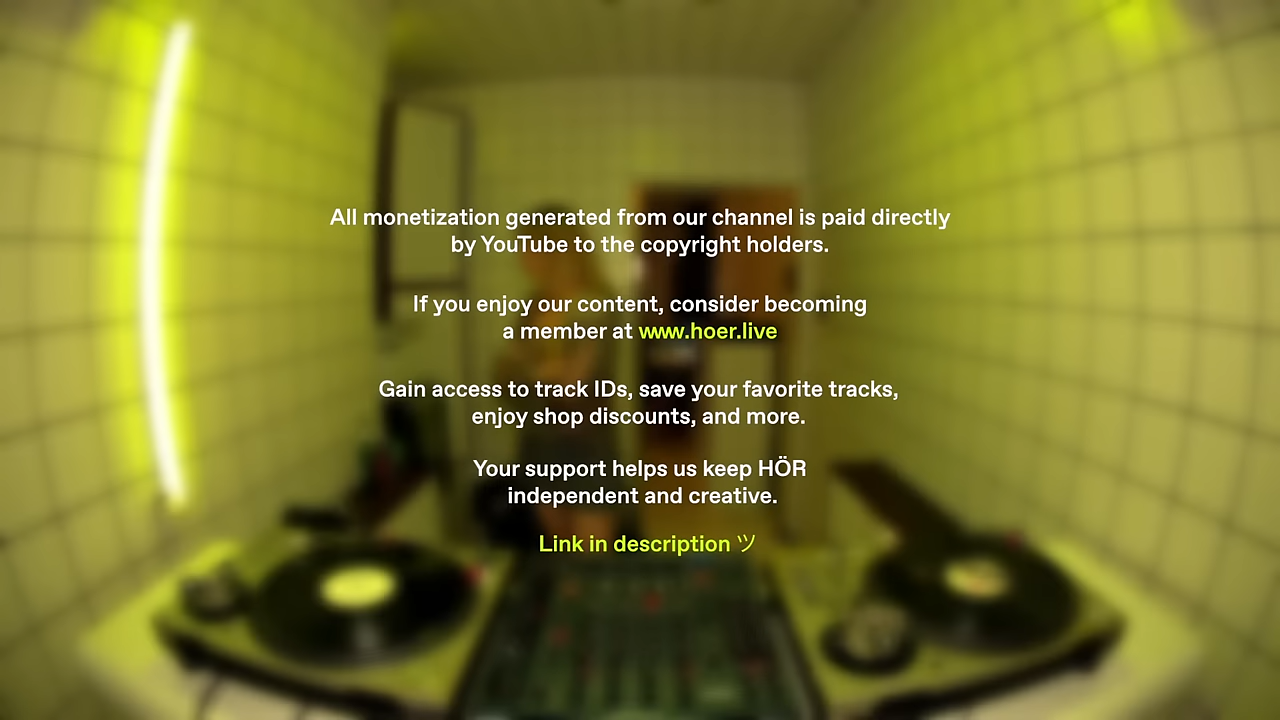 All monetization generated from our channel is paid directly
by YouTube to the copyright holders.
If you enjoy our content, consider becoming
a member at www.hoer.live
Gain access to track IDs, save your favorite tracks,
enjoy shop discounts, and more.
Your support helps us keep HÖR
independent and creative.
Link in description ツ